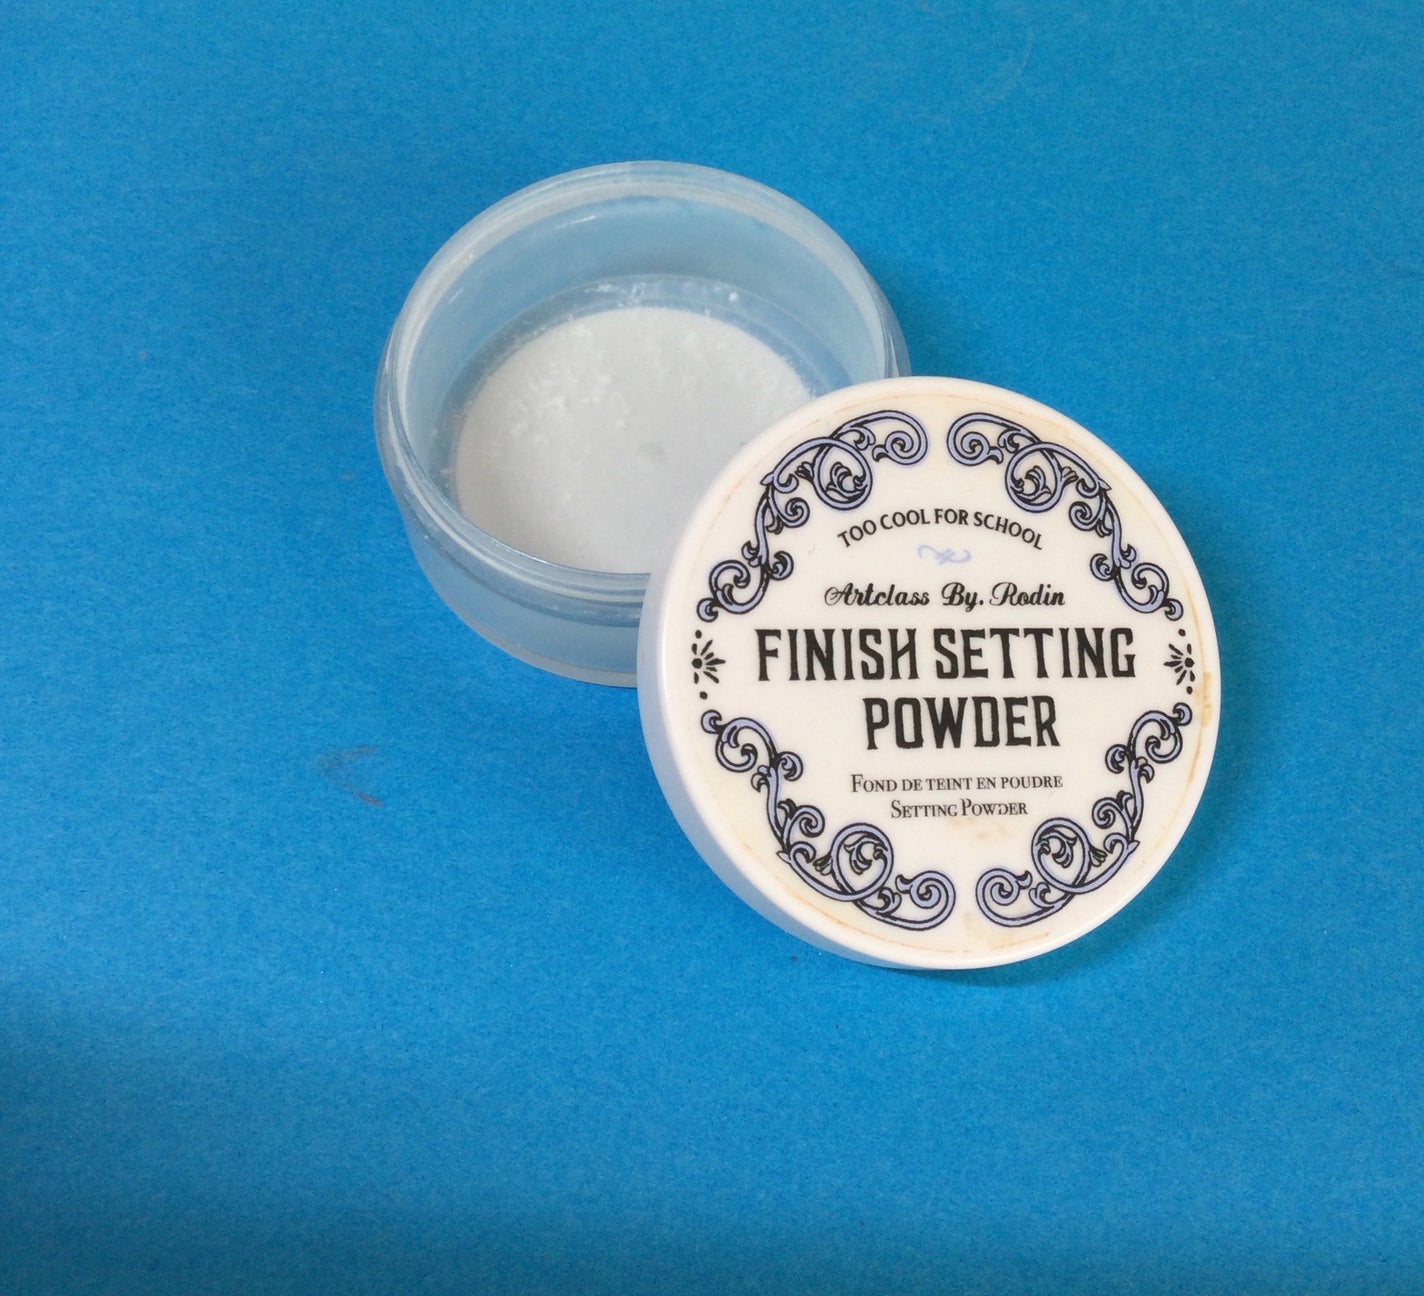 TOO COOL FOR SCHOOL
Artclass By. Rodin
FINISH SETTING
POWDER
FOND DE TEINT EN POUDRE
SETTING POWDER